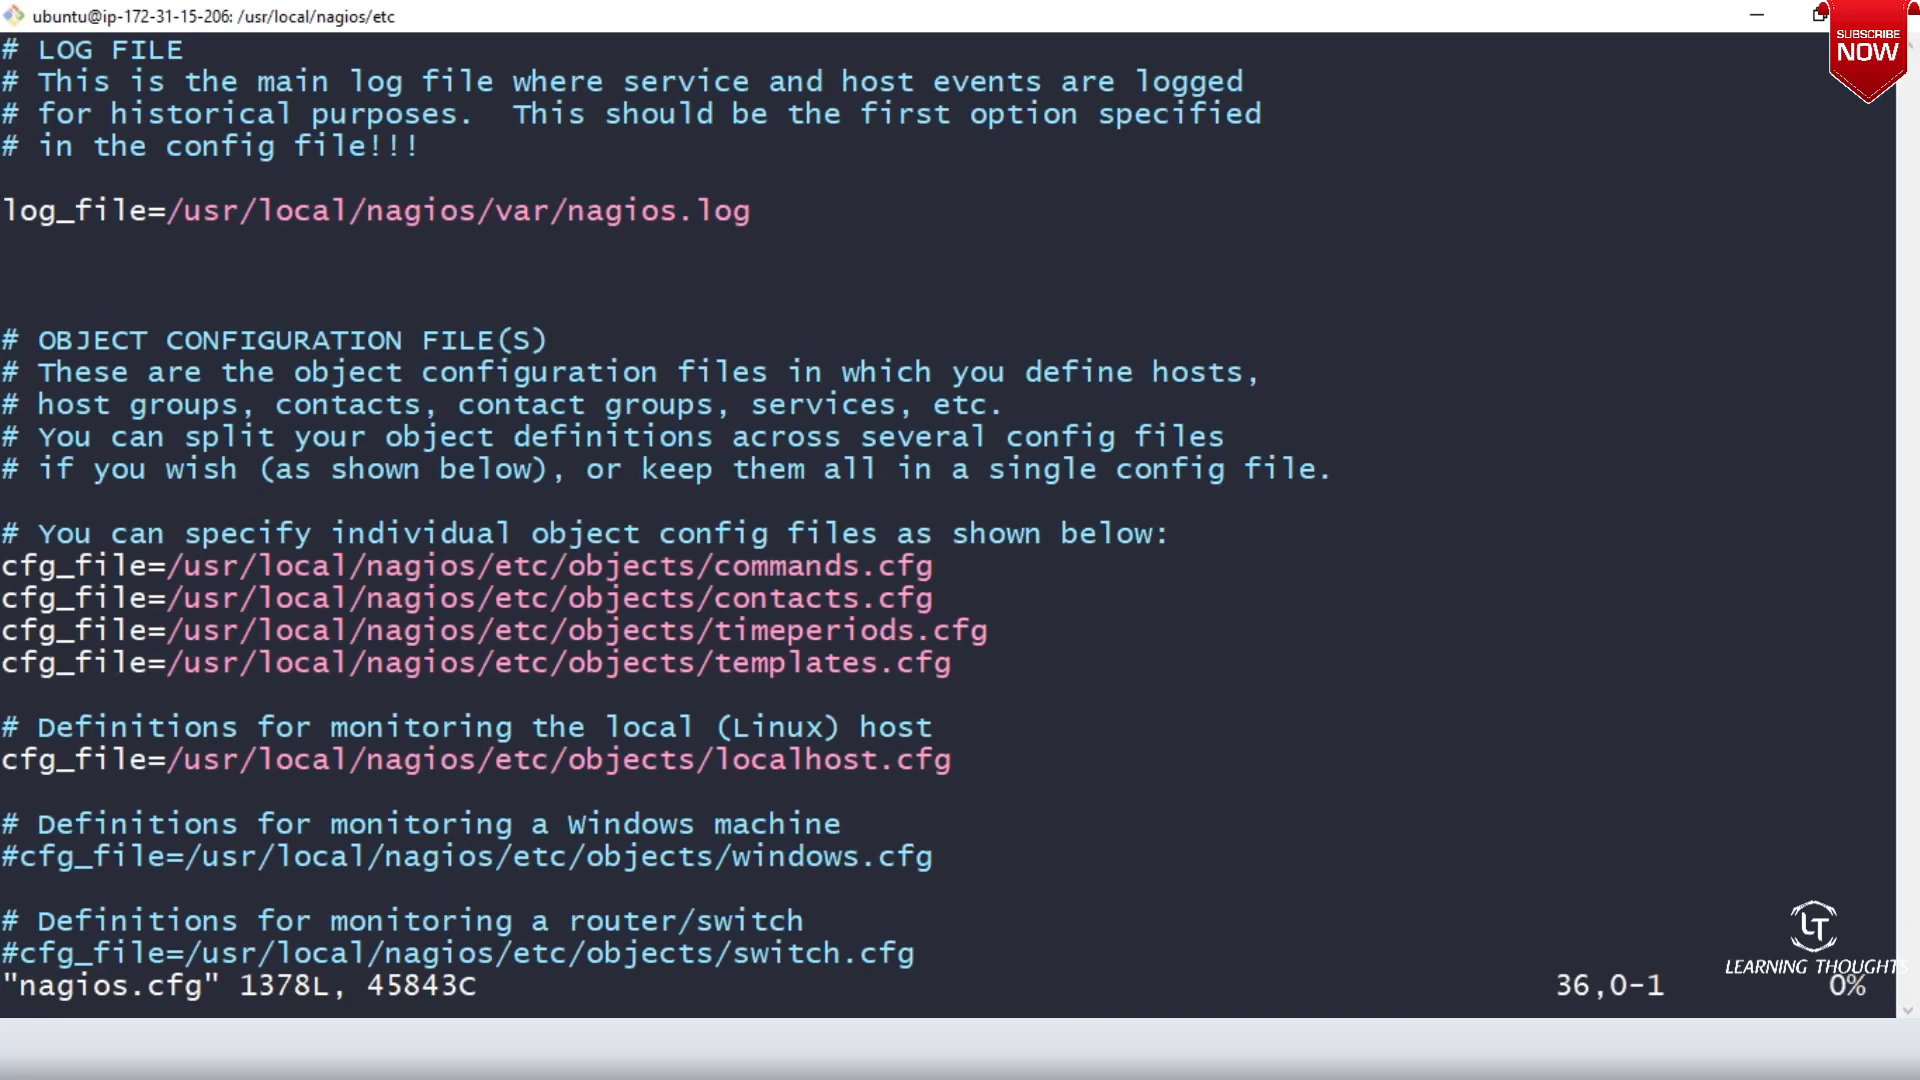 ubuntu@ip-172-31-15-206: /usr/local/nagios/etc
SUBSCRIBE
NOW
# LOG FILE
# This is the main log file where service and host events are logged
# for historical purposes.  This should be the first option specified
# in the config file!!!
log_file=/usr/local/nagios/var/nagios.log
# OBJECT CONFIGURATION FILE(S)
# These are the object configuration files in which you define hosts,
# host groups, contacts, contact groups, services, etc.
# You can split your object definitions across several config files
# if you wish (as shown below), or keep them all in a single config file.
# You can specify individual object config files as shown below:
cfg_file=/usr/local/nagios/etc/objects/commands.cfg
cfg_file=/usr/local/nagios/etc/objects/contacts.cfg
cfg_file=/usr/local/nagios/etc/objects/timeperiods.cfg
cfg_file=/usr/local/nagios/etc/objects/templates.cfg
# Definitions for monitoring the local (Linux) host
cfg_file=/usr/local/nagios/etc/objects/localhost.cfg
# Definitions for monitoring a Windows machine
#cfg_file=/usr/local/nagios/etc/objects/windows.cfg
# Definitions for monitoring a router/switch
#cfg_file=/usr/local/nagios/etc/objects/switch.cfg
LT
LEARNING THOUGHTS
"nagios.cfg" 1378L, 45843C 36,0-1 0%